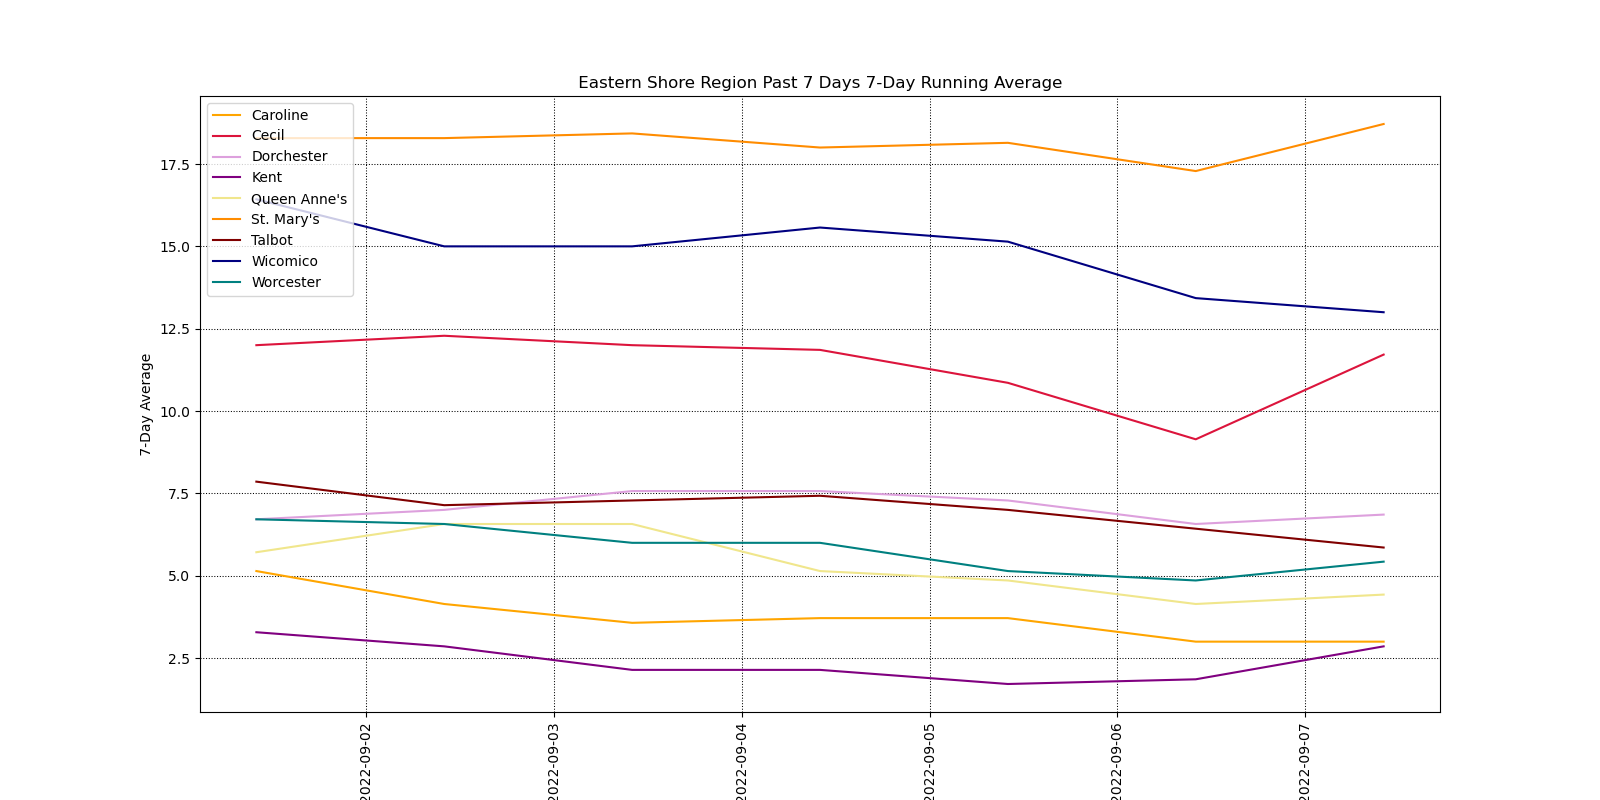 Eastern Shore Region Past 7 Days 7-Day Running Average
Caroline
Cecil
Dorchester
Kent
Queen Anne's
St. Mary's
Talbot
Wicomico
Worcester
7-Day Average
17.5
15.0
12.5
10.0
7.5
5.0
2.5
2022-09-02
2022-09-03
2022-09-04
2022-09-05
2022-09-06
2022-09-07